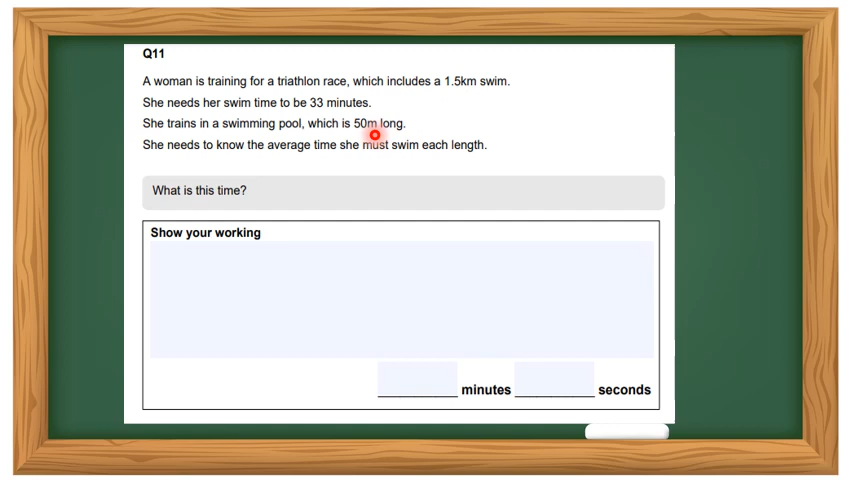 Q11
A woman is training for a triathlon race, which includes a 1.5km swim.
She needs her swim time to be 33 minutes.
She trains in a swimming pool, which is 50m long.
She needs to know the average time she must swim each length.
What is this time?
Show your working
__________ minutes __________ seconds